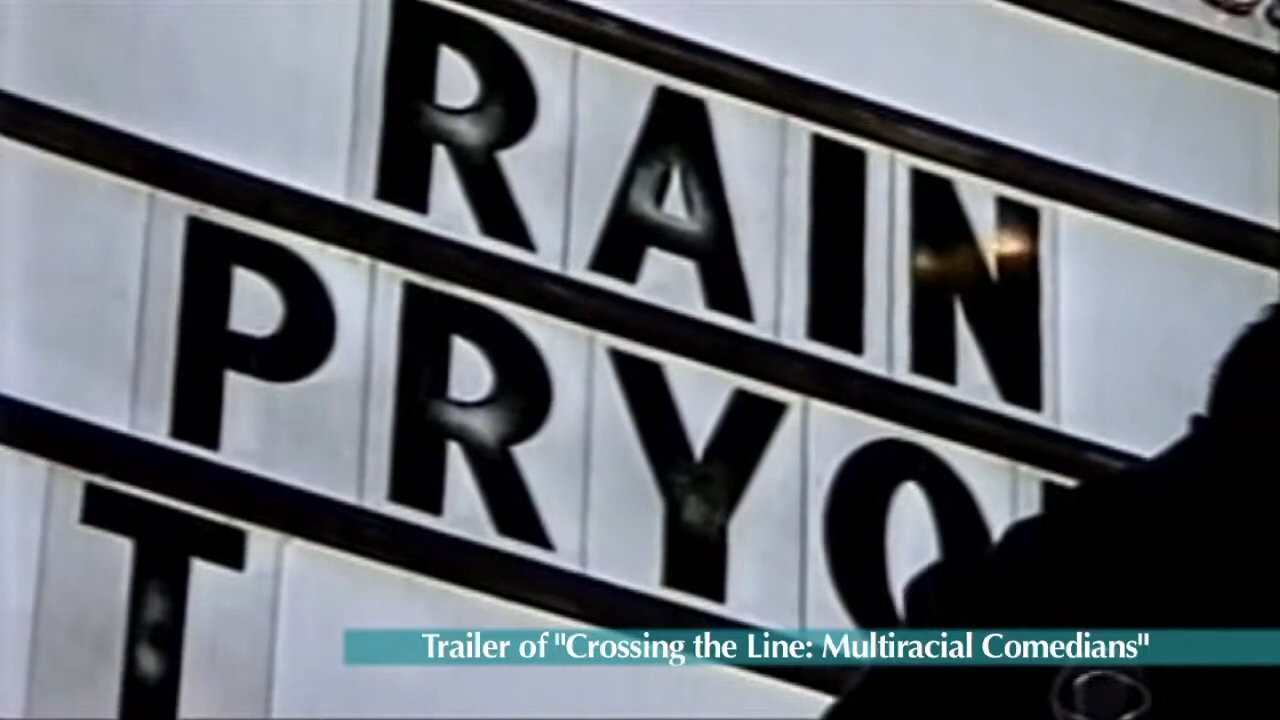 RAIN
PRYO
T
Trailer of "Crossing the Line: Multiracial Comedians"